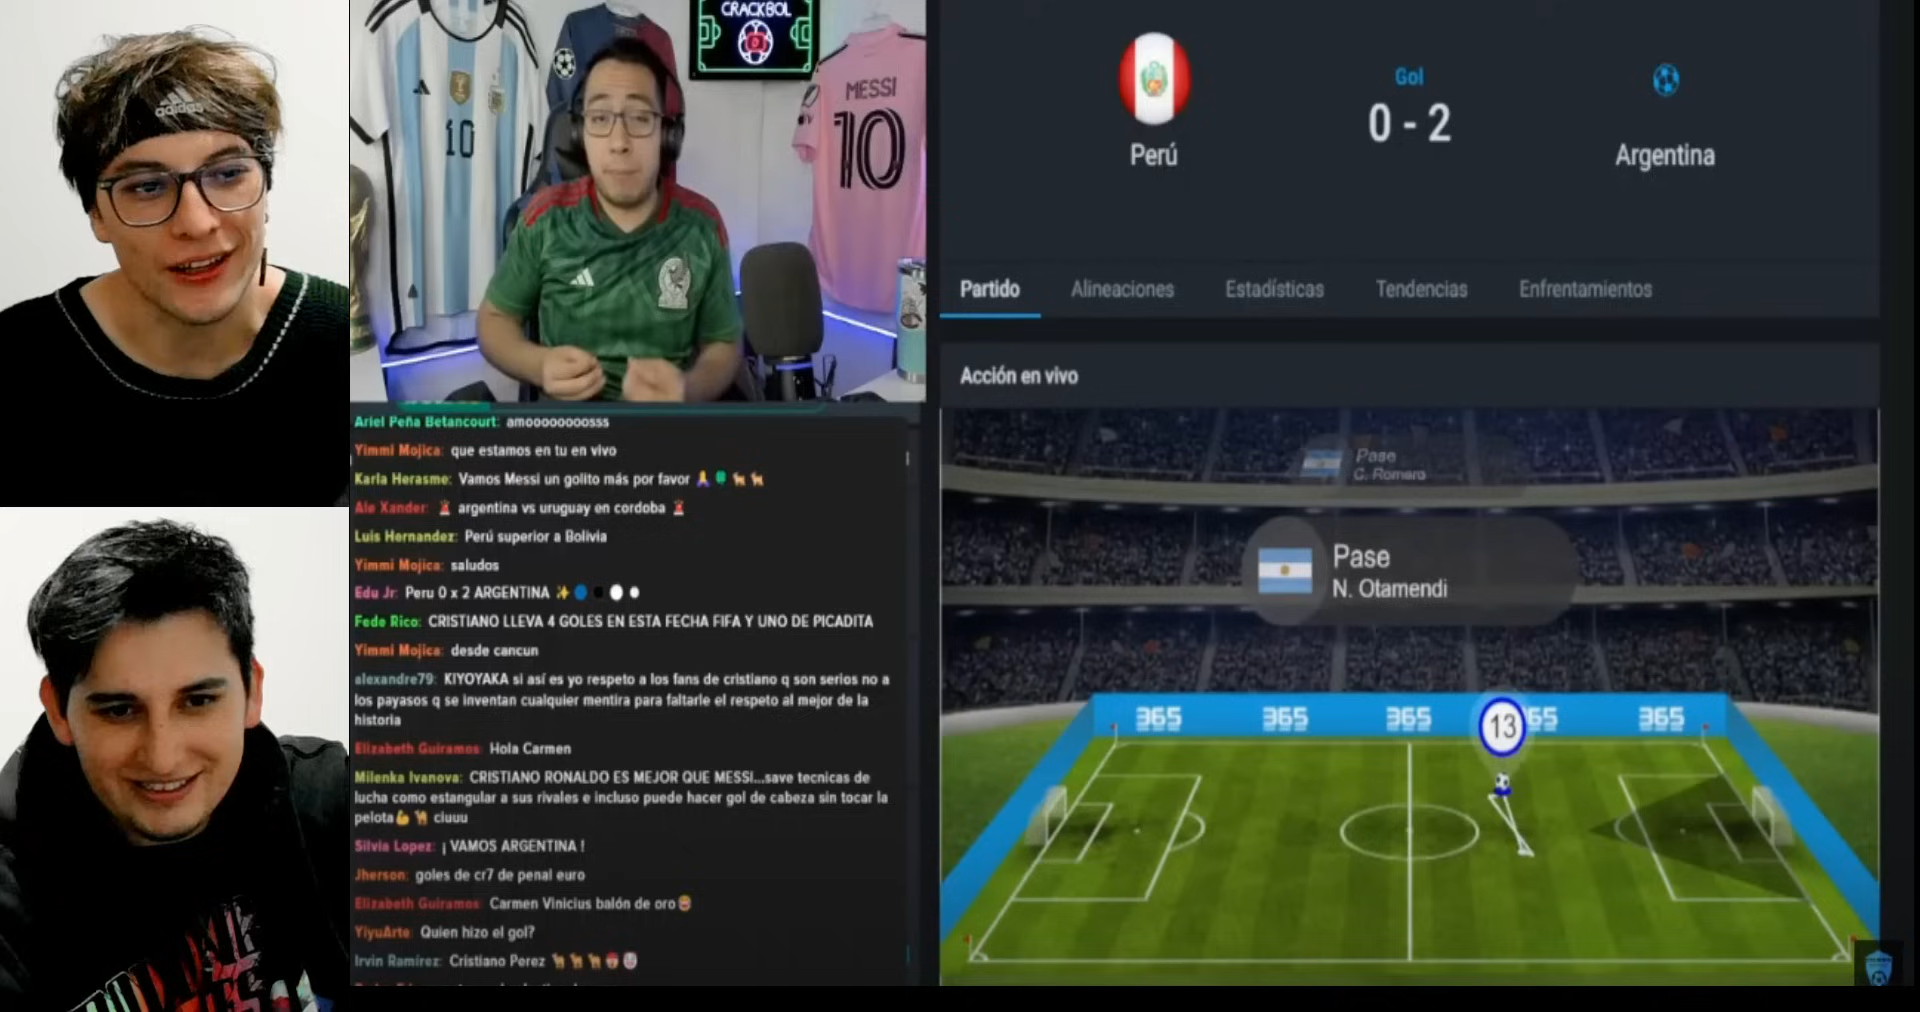 adidas
10
CRACKBOL
MESSI
10
Ariel Peña Betancourt: amooooooooosss
Yimmi Mojica: que estamos en tu en vivo
Karla Herasme: Vamos Messi un golito más por favor
Ale Xander: argentina vs uruguay en cordoba
Luis Hernandez: Perú superior a Bolivia
Yimmi Mojica: saludos
Edu Jr: Peru 0 x 2 ARGENTINA
Fede Rico: CRISTIANO LLEVA 4 GOLES EN ESTA FECHA FIFA Y UNO DE PICADITA
Yimmi Mojica: desde cancun
alexandre79: KIYOYAKA si así es yo respeto a los fans de cristiano q son serios no a
los payasos q se inventan cualquier mentira para faltarle el respeto al mejor de la
historia
Elizabeth Guiramos: Hola Carmen
Milenka Ivanova: CRISTIANO RONALDO ES MEJOR QUE MESSI...save tecnicas de
lucha como estangular a sus rivales e incluso puede hacer gol de cabeza sin tocar la
pelota ciuuu
Silvia Lopez: ¡ VAMOS ARGENTINA !
Jherson: goles de cr7 de penal euro
Elizabeth Guiramos: Carmen Vinicius balón de oro
YiyuArte: Quien hizo el gol?
Irvin Ramírez: Cristiano Perez
Gol
0 - 2
Perú
Argentina
Partido Alineaciones Estadísticas Tendencias Enfrentamientos
Acción en vivo
Pase
C. Romero
Pase
N. Otamendi
365 365 365 13 65 365